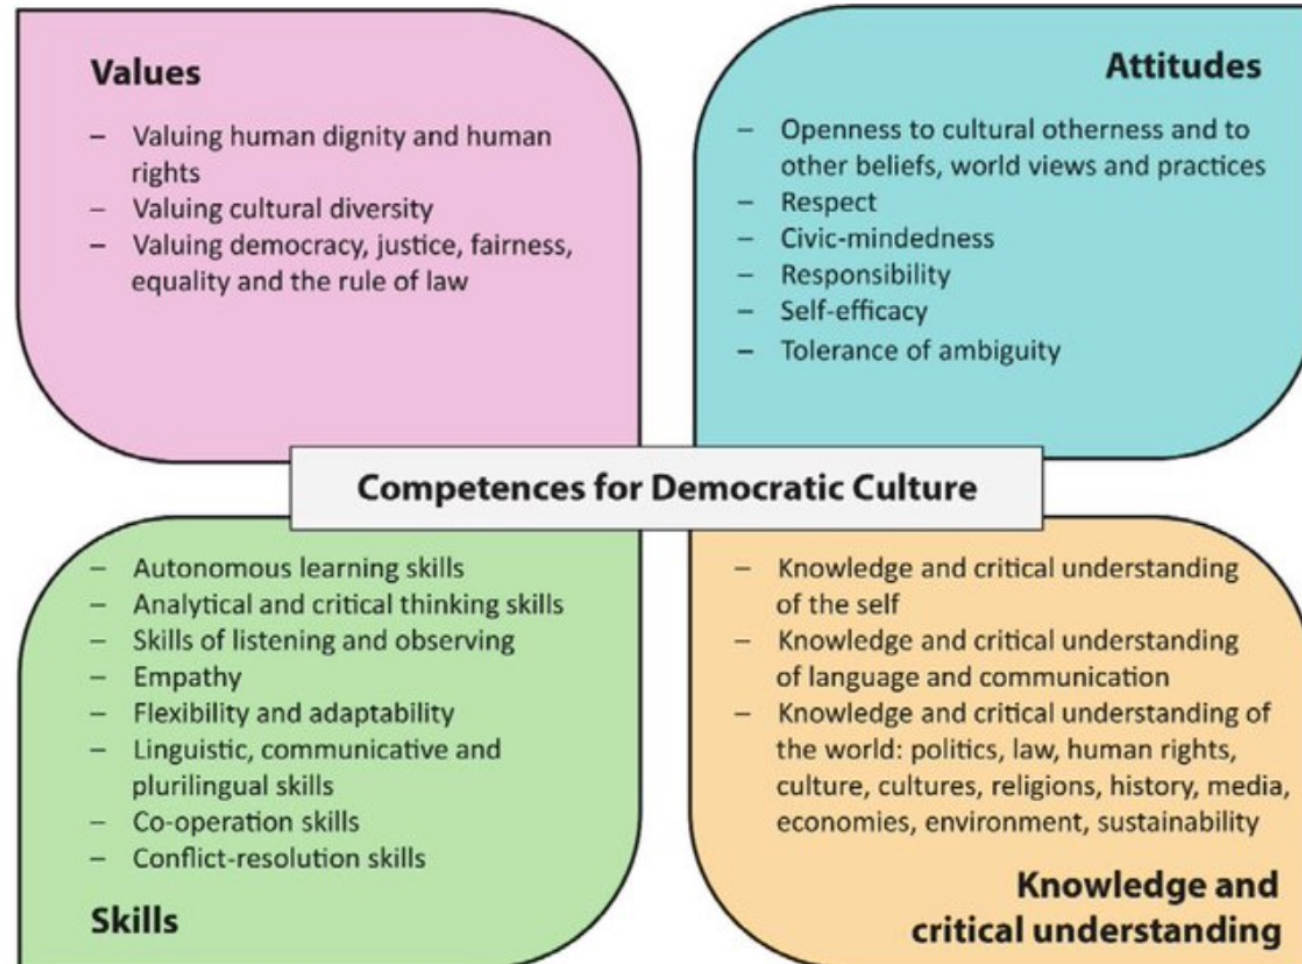 Values
– Valuing human dignity and human
rights
– Valuing cultural diversity
– Valuing democracy, justice, fairness,
equality and the rule of law
Attitudes
– Openness to cultural otherness and to
other beliefs, world views and practices
– Respect
– Civic-mindedness
– Responsibility
– Self-efficacy
– Tolerance of ambiguity
Competences for Democratic Culture
– Autonomous learning skills
– Analytical and critical thinking skills
– Skills of listening and observing
– Empathy
– Flexibility and adaptability
– Linguistic, communicative and
plurilingual skills
– Co-operation skills
– Conflict-resolution skills
Skills
– Knowledge and critical understanding
of the self
– Knowledge and critical understanding
of language and communication
– Knowledge and critical understanding of
the world: politics, law, human rights,
culture, cultures, religions, history, media,
economies, environment, sustainability
Knowledge and
critical understanding